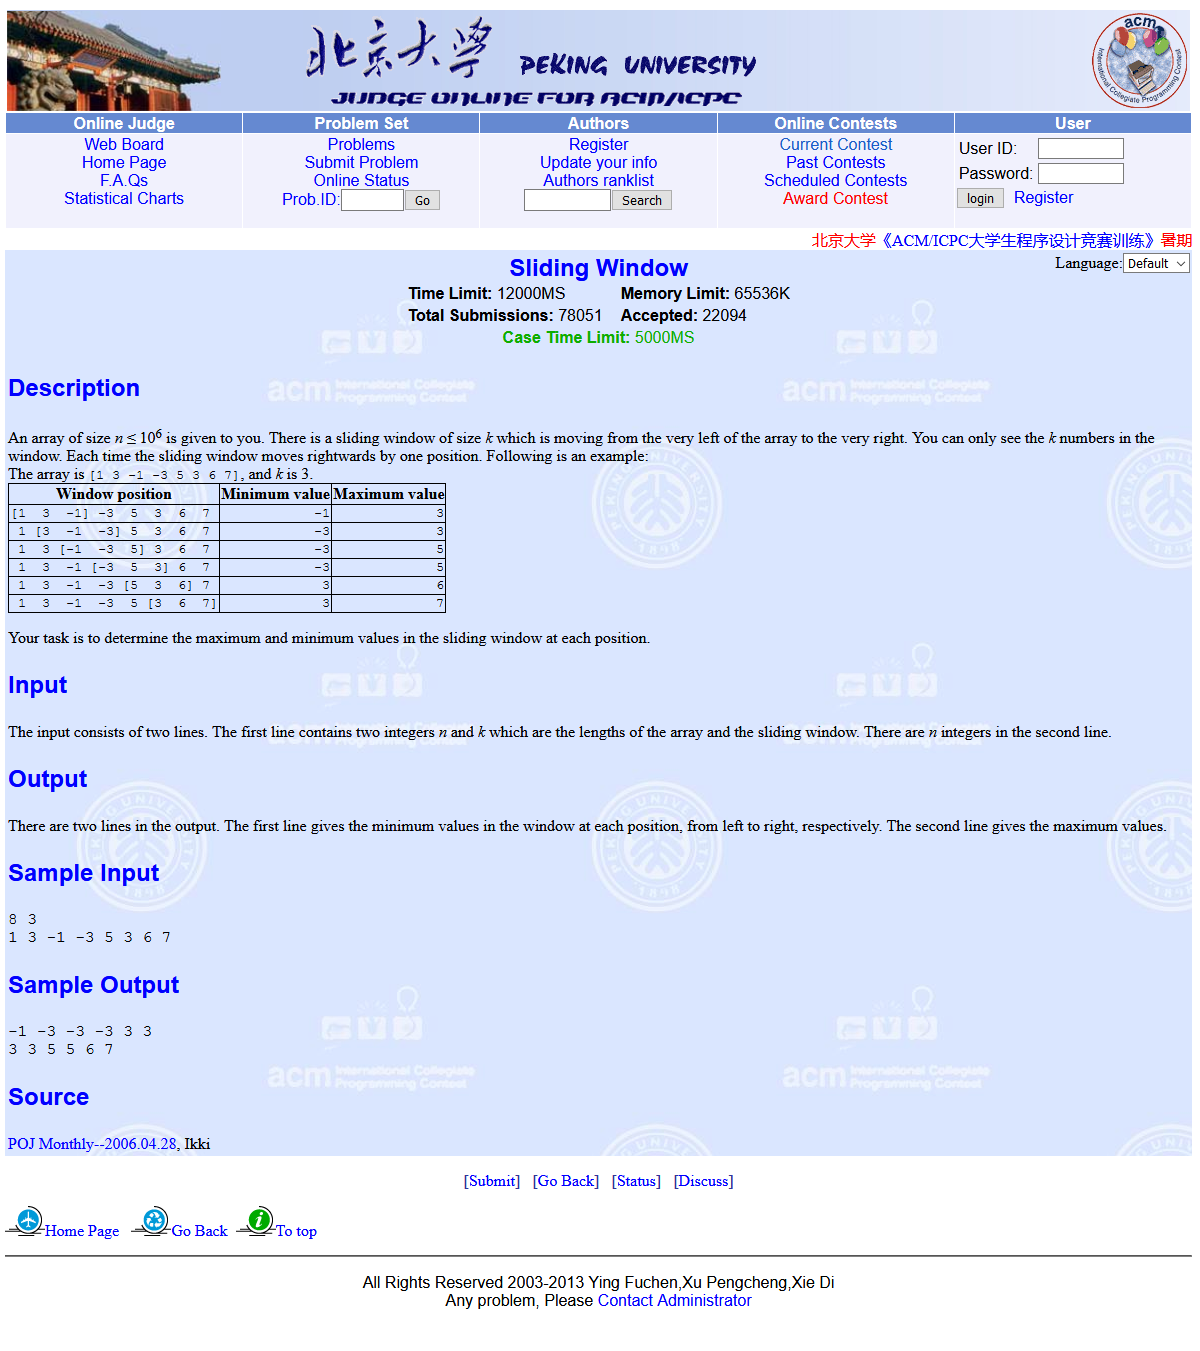 北京大學 PEKING UNIVERSITY
JUDGE ONLINE FOR ACM/ICPC
acm International Collegiate Programming Contest
Online Judge Problem Set Authors Online Contests User
Web Board Problems Register Current Contest User ID:
Home Page Submit Problem Update your info Past Contests Password:
F.A.Qs Online Status Authors ranklist Scheduled Contests login Register
Statistical Charts Prob.ID: Go Search Award Contest
北京大学《ACM/ICPC大学生程序设计竞赛训练》暑期
Language: Default
Sliding Window
Time Limit: 12000MS Memory Limit: 65536K
Total Submissions: 78051 Accepted: 22094
Case Time Limit: 5000MS
Description
An array of size n ≤ 10⁶ is given to you. There is a sliding window of size k which is moving from the very left of the array to the very right. You can only see the k numbers in the
window. Each time the sliding window moves rightwards by one position. Following is an example:
The array is [1 3 -1 -3 5 3 6 7], and k is 3.
Window position Minimum value Maximum value
[1 3 -1] -3 5 3 6 7 -1 3
1 [3 -1 -3] 5 3 6 7 -3 3
1 3 [-1 -3 5] 3 6 7 -3 5
1 3 -1 [-3 5 3] 6 7 -3 5
1 3 -1 -3 [5 3 6] 7 3 6
1 3 -1 -3 5 [3 6 7] 3 7
Your task is to determine the maximum and minimum values in the sliding window at each position.
Input
The input consists of two lines. The first line contains two integers n and k which are the lengths of the array and the sliding window. There are n integers in the second line.
Output
There are two lines in the output. The first line gives the minimum values in the window at each position, from left to right, respectively. The second line gives the maximum values.
Sample Input
8 3
1 3 -1 -3 5 3 6 7
Sample Output
-1 -3 -3 -3 3 3
3 3 5 5 6 7
Source
POJ Monthly--2006.04.28, Ikki
[Submit] [Go Back] [Status] [Discuss]
Home Page Go Back To top
All Rights Reserved 2003-2013 Ying Fuchen,Xu Pengcheng,Xie Di
Any problem, Please Contact Administrator